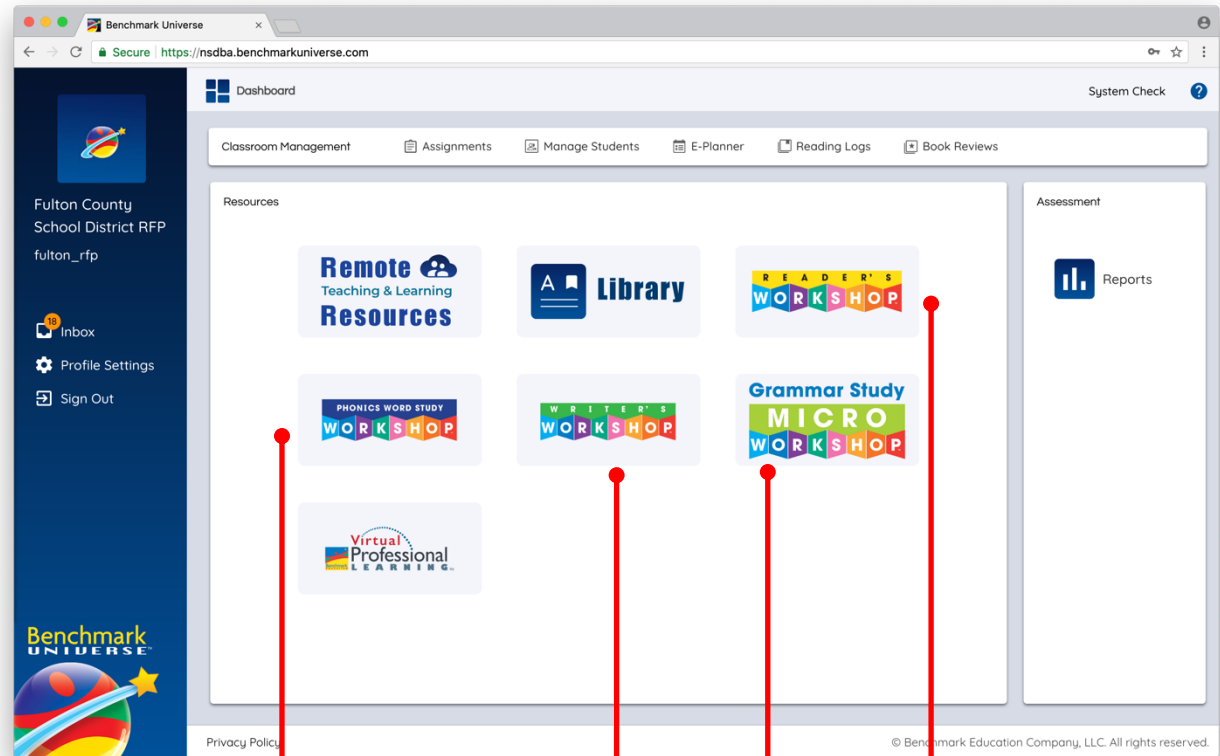 Benchmark Universe
Secure https://nsdba.benchmarkuniverse.com
Dashboard
System Check
?
Classroom Management
Assignments
Manage Students
E-Planner
Reading Logs
Book Reviews
Fulton County
School District RFP
fulton_rfp
18
Inbox
Profile Settings
Sign Out
Benchmark
UNIVERSE™
Resources
Remote
Teaching & Learning
Resources
A
Library
READER'S
WORKSHOP
PHONICS WORD STUDY
WORKSHOP
WRITER'S
WORKSHOP
Grammar Study
MICRO
WORKSHOP
Virtual
Professional
LEARNING
Benchmark
Assessment
Reports
Privacy Policy
© Benchmark Education Company, LLC. All rights reserved.